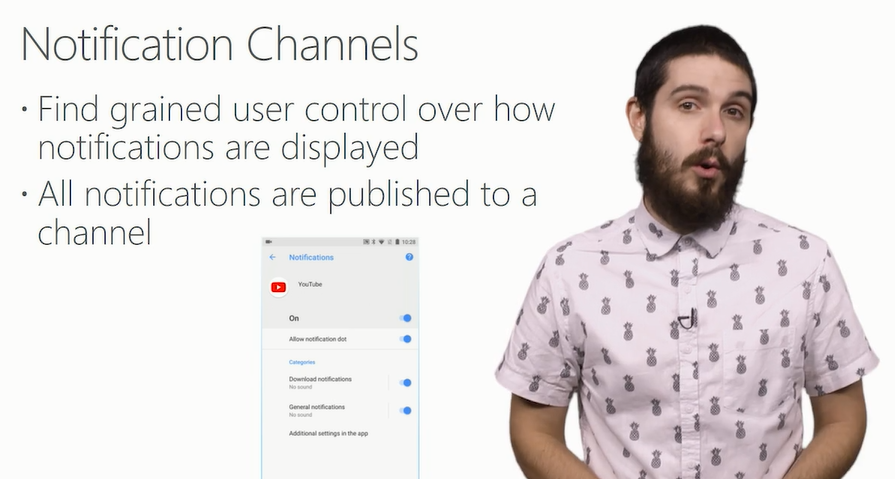 Notification Channels
• Find grained user control over how
notifications are displayed
• All notifications are published to a
channel
10:28
Notifications
YouTube
On
Allow notification dot
Categories
Download notifications
No sound
General notifications
No sound
Additional settings in the app